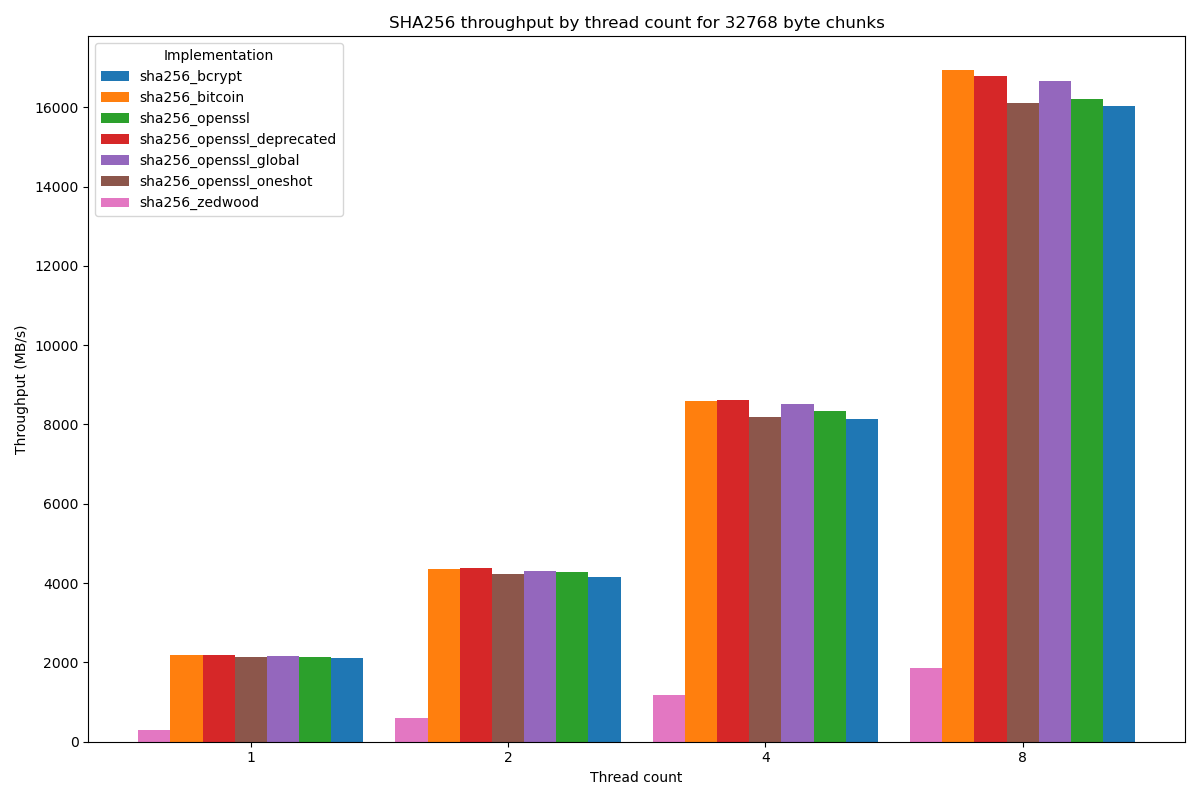 SHA256 throughput by thread count for 32768 byte chunks
Implementation
sha256_bcrypt
sha256_bitcoin
sha256_openssl
sha256_openssl_deprecated
sha256_openssl_global
sha256_openssl_oneshot
sha256_zedwood
Throughput (MB/s)
16000
14000
12000
10000
8000
6000
4000
2000
0
1
2
4
8
Thread count